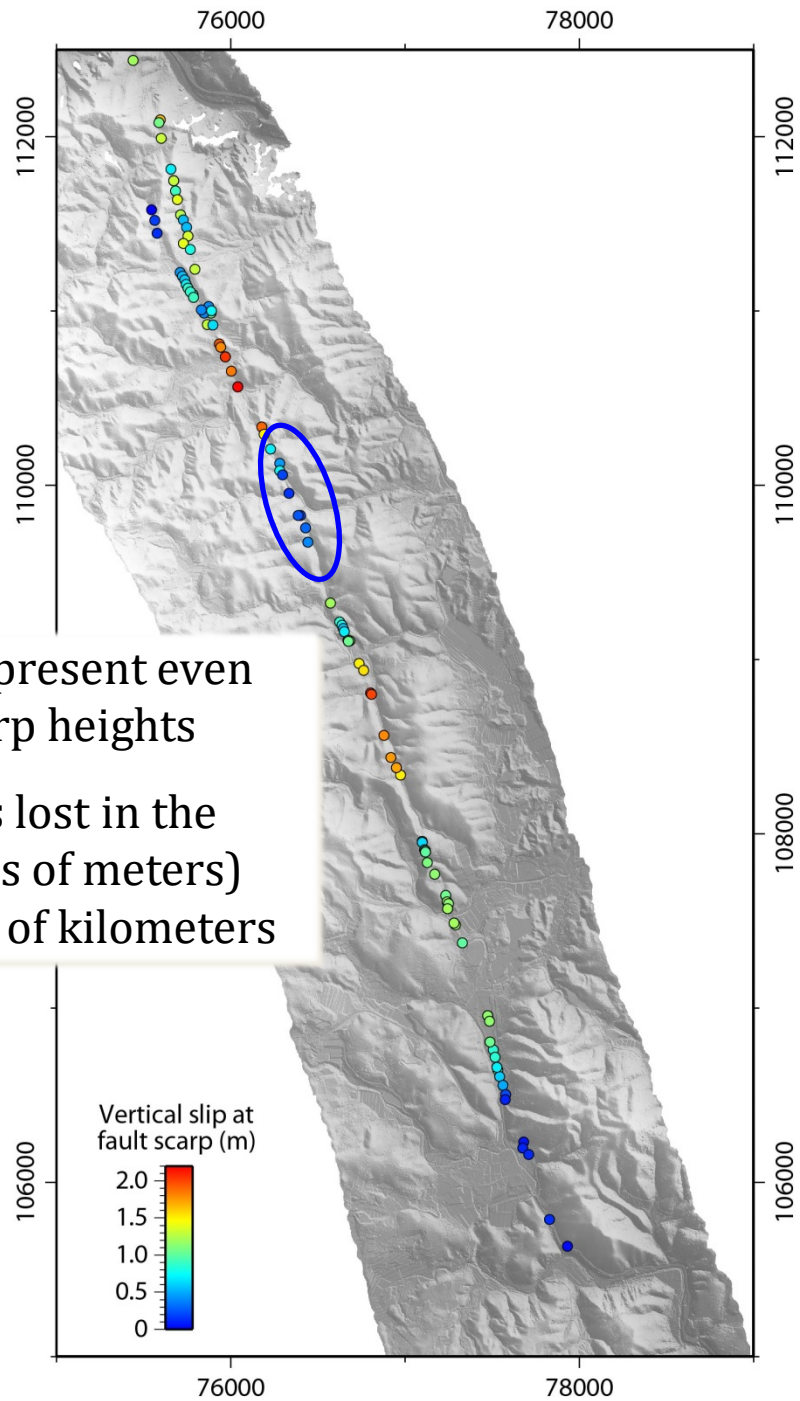 76000 78000
112000 112000
110000 110000
present even
rp heights
lost in the
s of meters)
of kilometers
108000 108000
Vertical slip at
fault scarp (m)
2.0
1.5
1.0
0.5
0
106000 106000
76000 78000